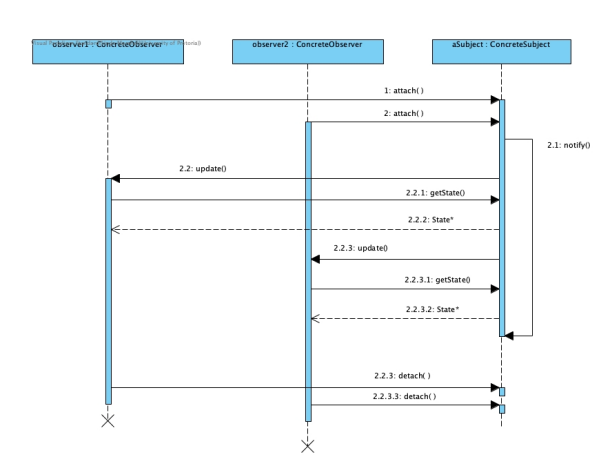 observer1 : ConcreteObserver
observer2 : ConcreteObserver
aSubject : ConcreteSubject
1: attach( )
2: attach( )
2.1: notify()
2.2: update()
2.2.1: getState()
2.2.2: State*
2.2.3: update()
2.2.3.1: getState()
2.2.3.2: State*
2.2.3: detach( )
2.2.3.3: detach( )